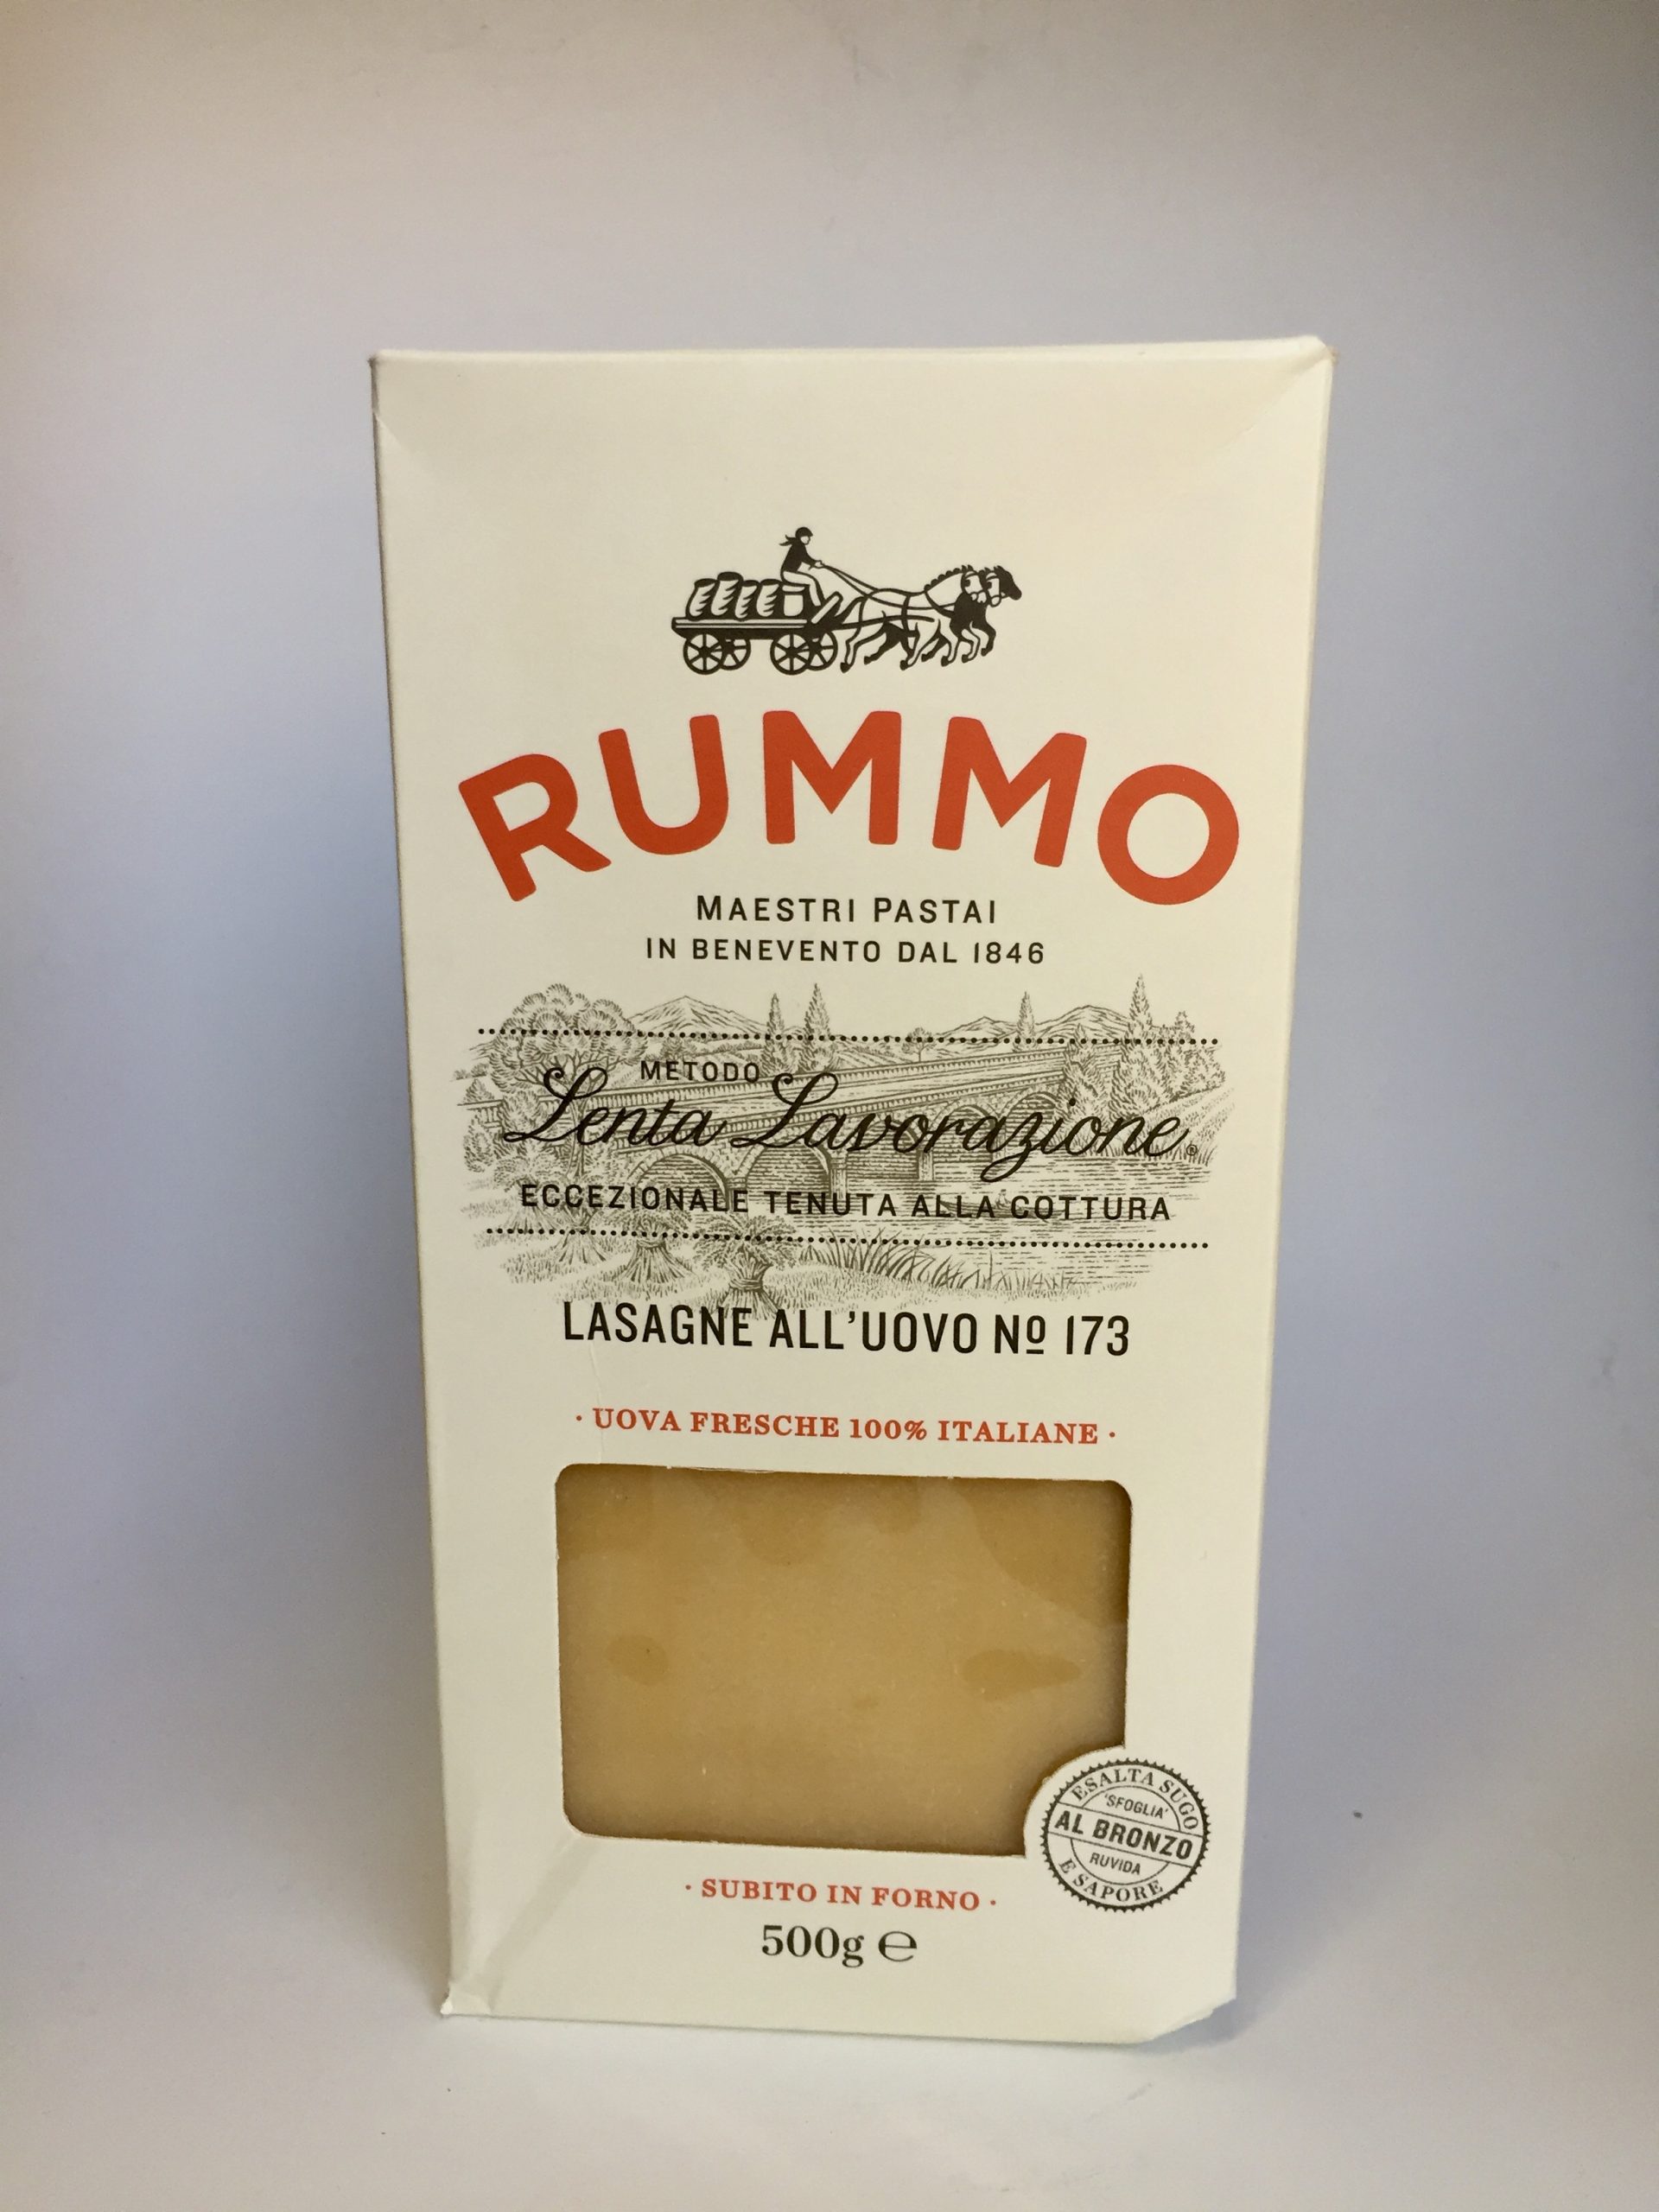 RUMMO
MAESTRI PASTAI
IN BENEVENTO DAL 1846
METODO
Lenta Lavorazione®
ECCEZIONALE TENUTA ALLA COTTURA
LASAGNE ALL'UOVO Nº 173
· UOVA FRESCHE 100% ITALIANE ·
ESALTA SUGO
'SFOGLIA'
AL BRONZO
RUVIDA
E SAPORE
· SUBITO IN FORNO ·
500g ℮